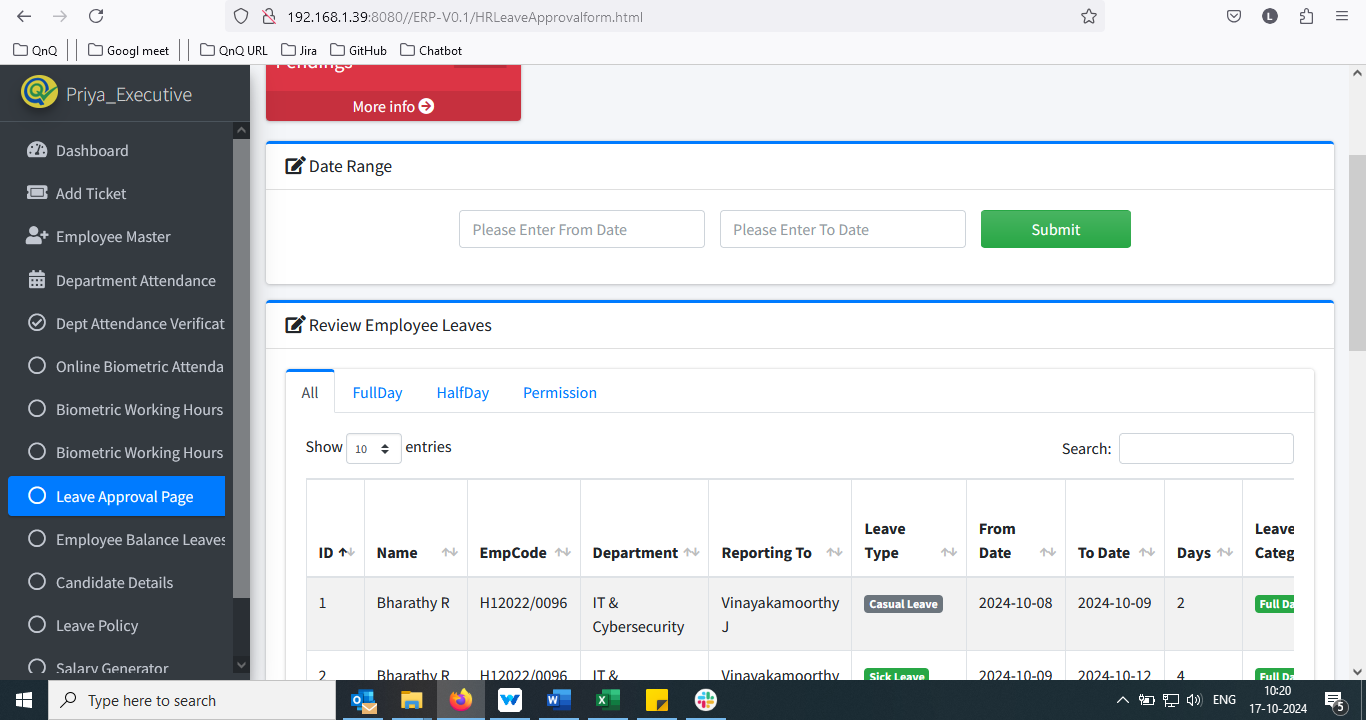 192.168.1.39:8080//ERP-V0.1/HRLeaveApprovalform.html
L
QnQ
Googl meet
QnQ URL
Jira
GitHub
Chatbot
Priya_Executive
Dashboard
Add Ticket
Employee Master
Department Attendance
Dept Attendance Verificat
Online Biometric Attenda
Biometric Working Hours
Biometric Working Hours
Leave Approval Page
Employee Balance Leaves
Candidate Details
Leave Policy
Salary Generator
Pendings
More info
Date Range
Please Enter From Date
Please Enter To Date
Submit
Review Employee Leaves
All
FullDay
HalfDay
Permission
Show 10 entries
Search:
ID
Name
EmpCode
Department
Reporting To
Leave
Type
From
Date
To Date
Days
Leave
Categ
1
Bharathy R
H12022/0096
IT &
Cybersecurity
Vinayakamoorthy
J
Casual Leave
2024-10-08
2024-10-09
2
Full Da
2
Bharathy R
H12022/0096
IT &
Vinayakamoorthy
Sick Leave
2024-10-09
2024-10-12
4
Full Da
Type here to search
ENG
10:20
17-10-2024
5